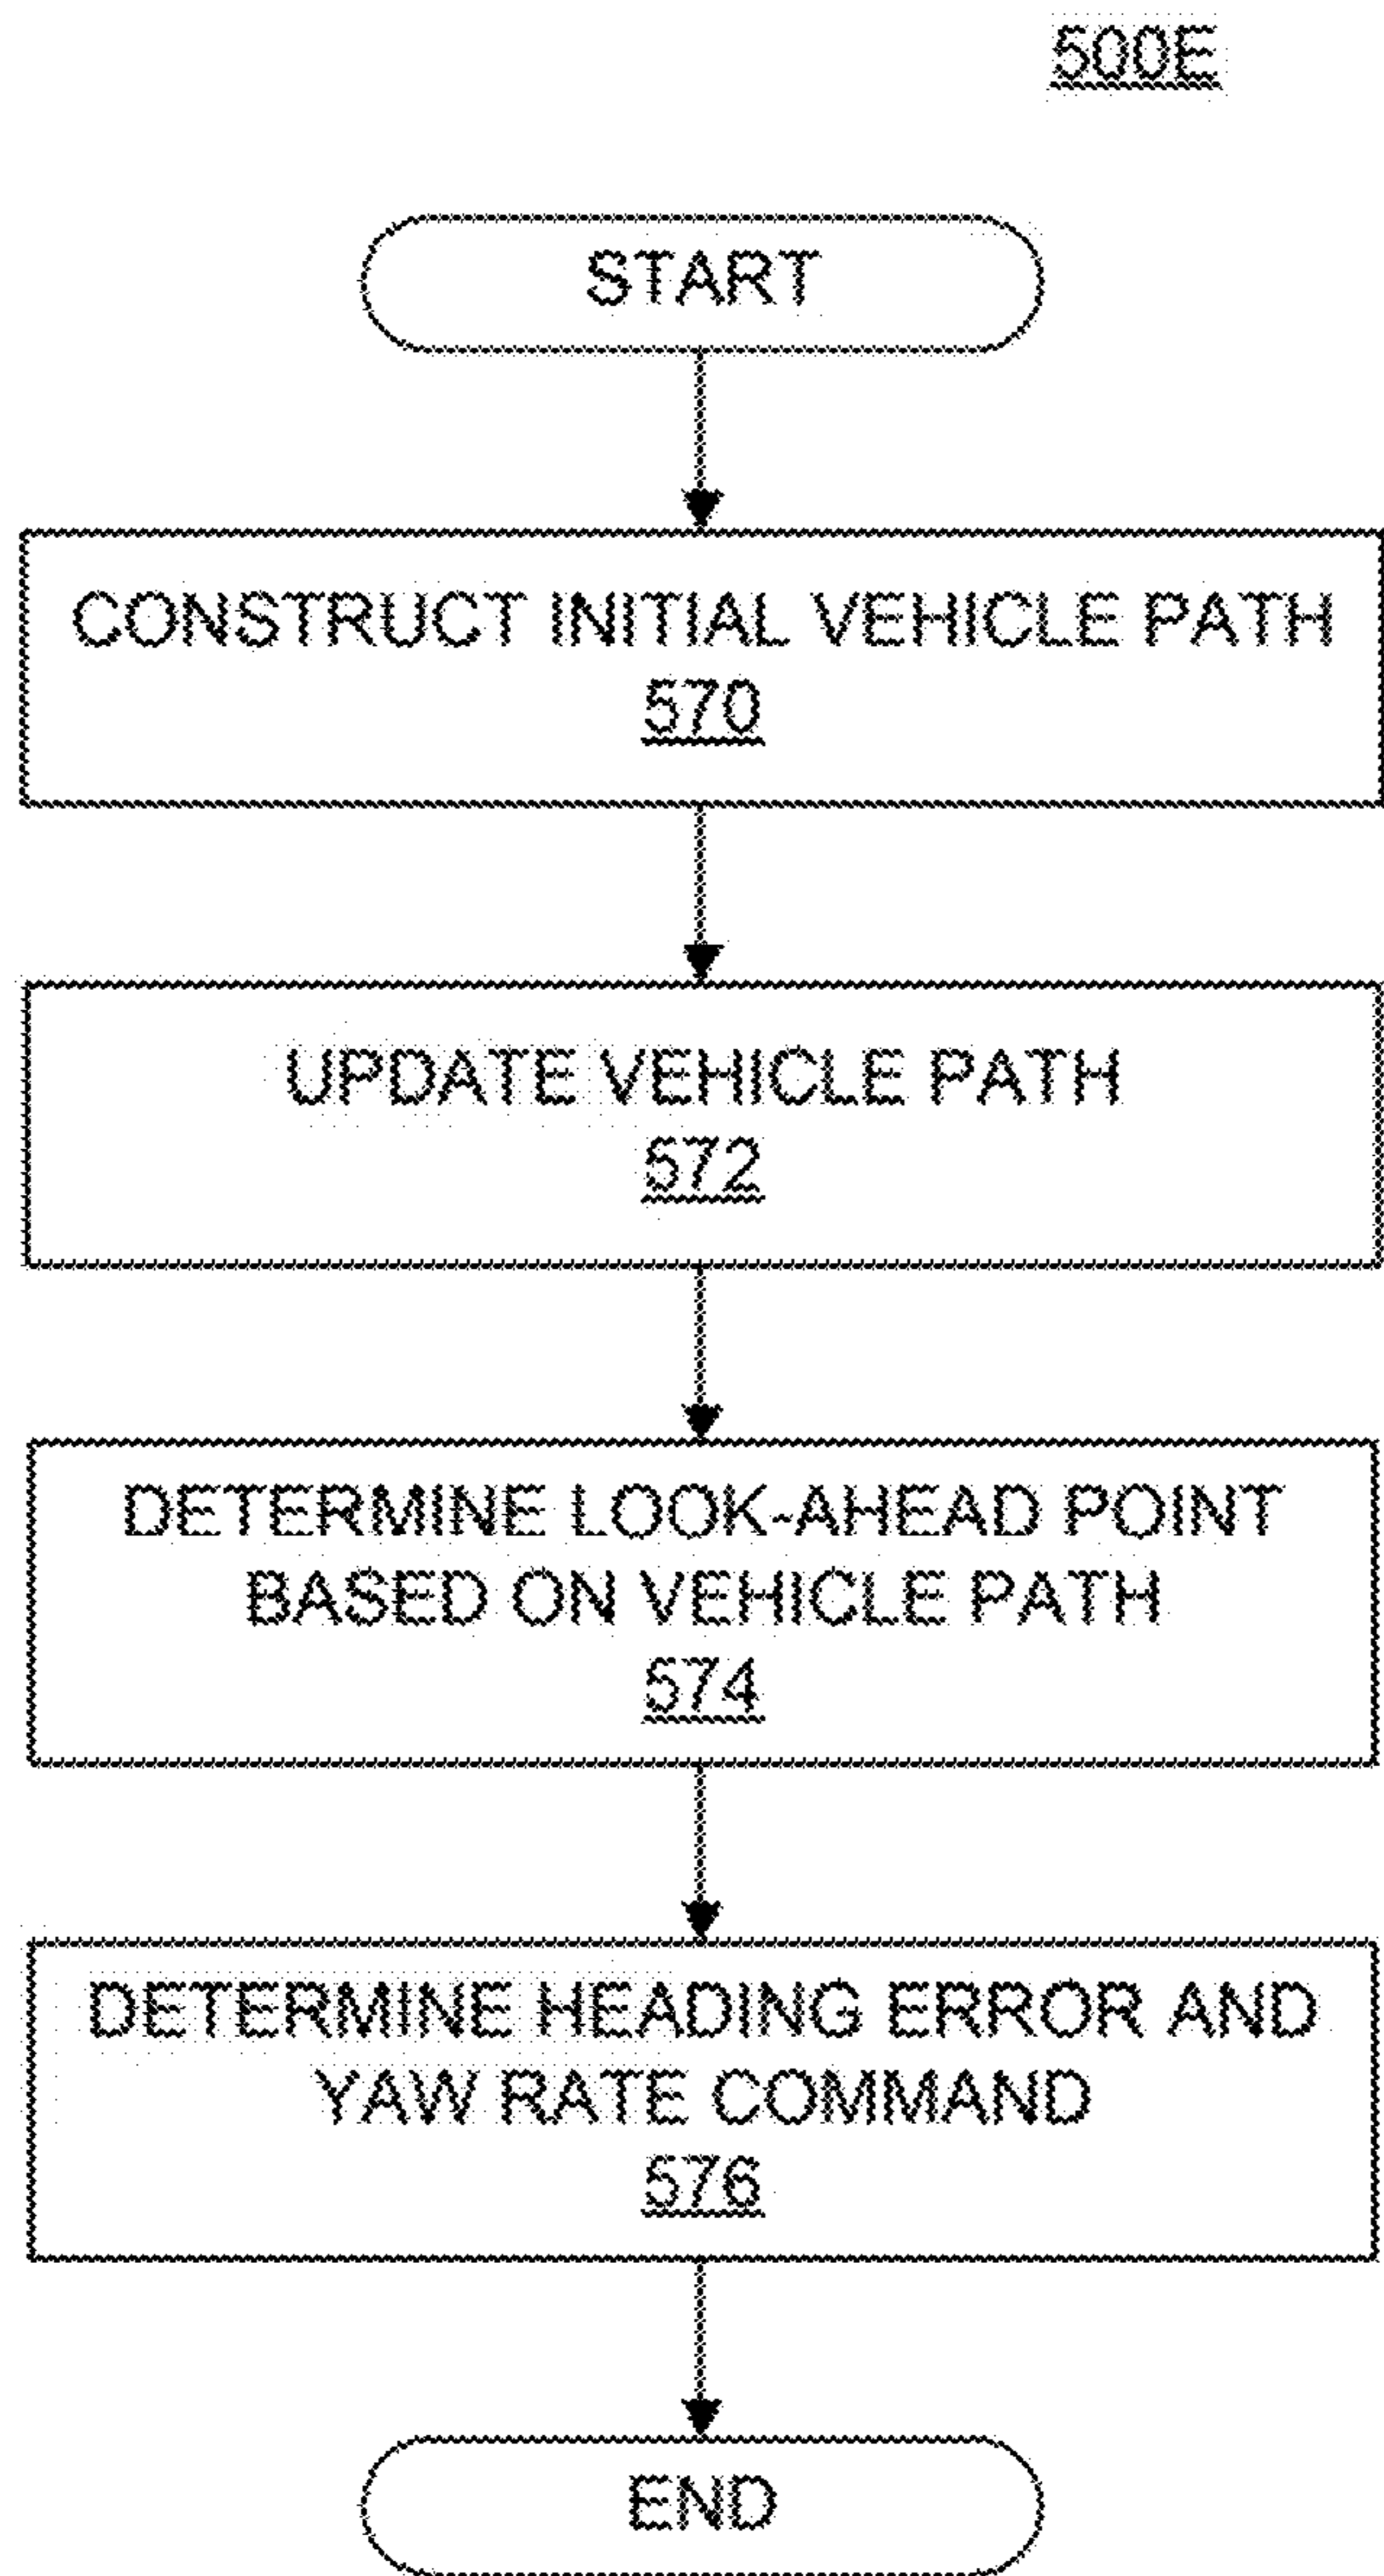 500E
START
CONSTRUCT INITIAL VEHICLE PATH
570
UPDATE VEHICLE PATH
572
DETERMINE LOOK-AHEAD POINT
BASED ON VEHICLE PATH
574
DETERMINE HEADING ERROR AND
YAW RATE COMMAND
576
END